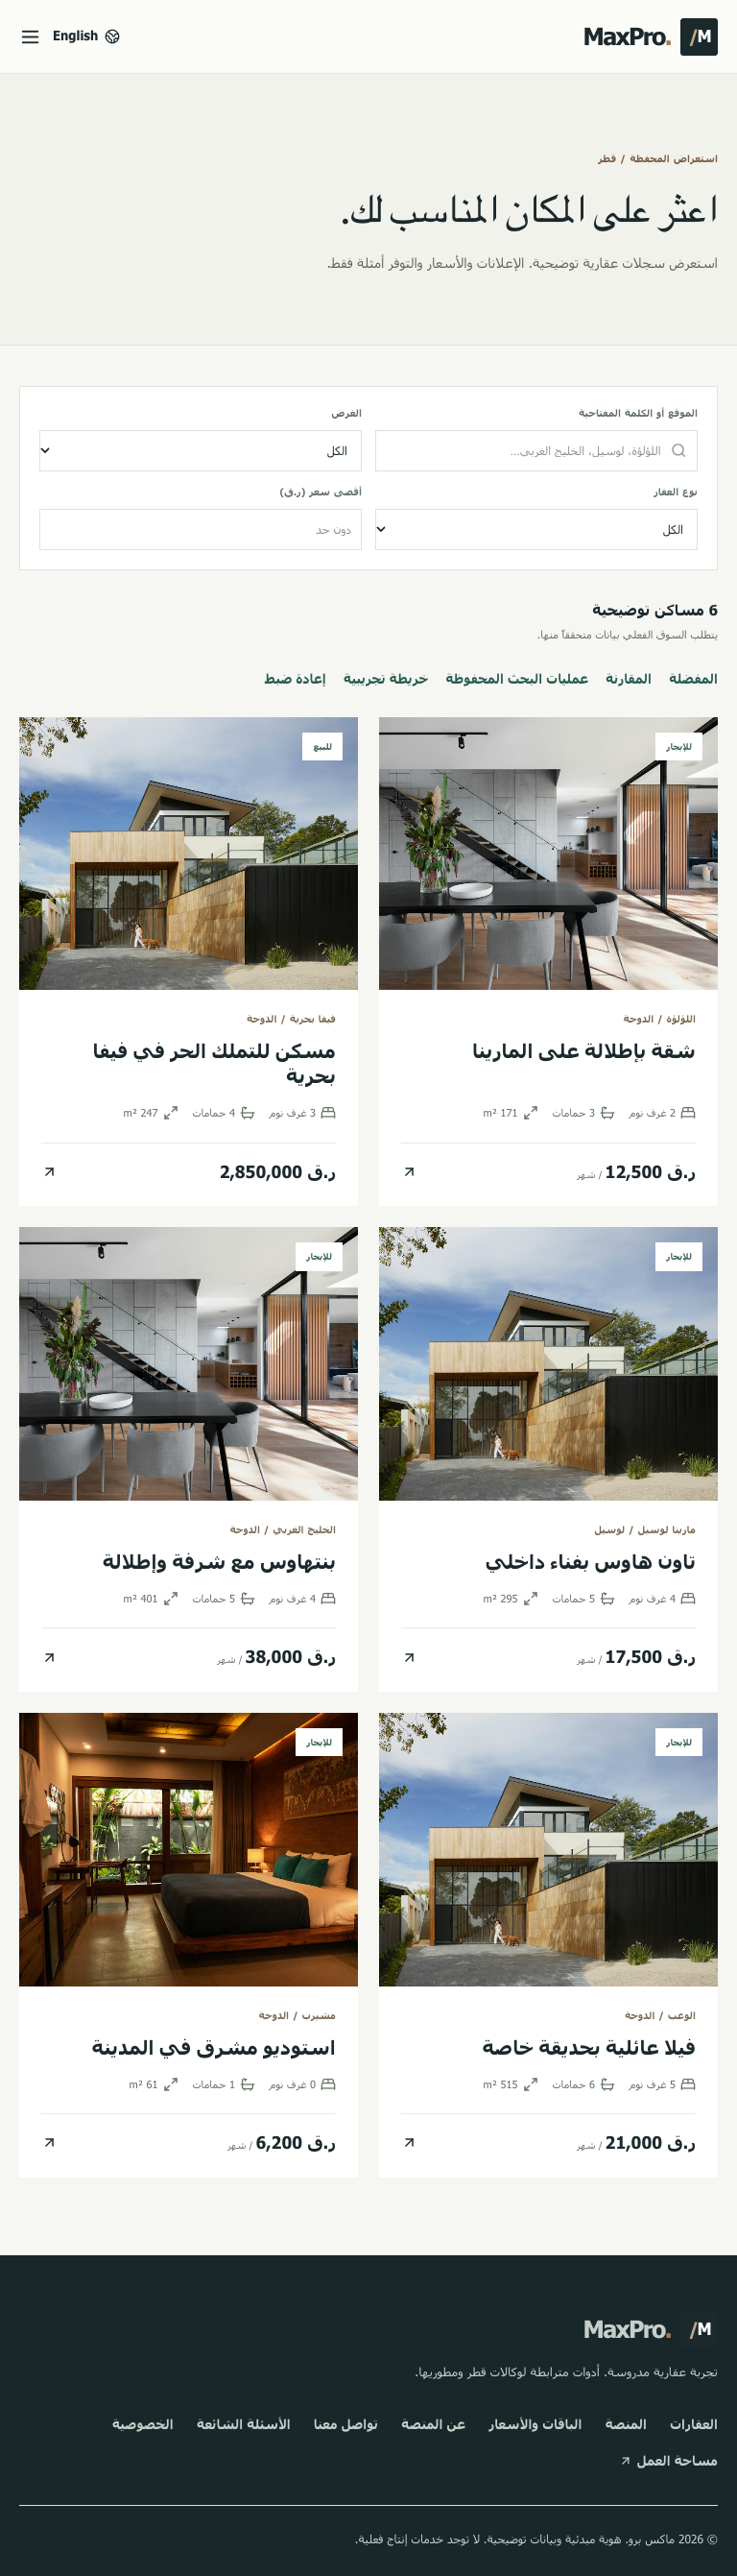 M/ MaxPro.
English
استعراض المحفظة / قطر
اعثر على المكان المناسب لك.
استعرض سجلات عقارية توضيحية. الإعلانات والأسعار والتوفر أمثلة فقط.
الموقع أو الكلمة المفتاحية
اللؤلؤة، لوسيل، الخليج الغربي...
الغرض
الكل
نوع العقار
الكل
أقصى سعر (ر.ق)
دون حد
6 مساكن توضيحية
يتطلب السوق الفعلي بيانات متحققاً منها.
المفضلة المقارنة عمليات البحث المحفوظة خريطة تجريبية إعادة ضبط
للإيجار
اللؤلؤة / الدوحة
شقة بإطلالة على المارينا
2 غرف نوم 3 حمامات 171 m²
ر.ق 12,500 / شهر
للبيع
فيفا بحرية / الدوحة
مسكن للتملك الحر في فيفا
بحرية
3 غرف نوم 4 حمامات 247 m²
ر.ق 2,850,000
للإيجار
مارينا لوسيل / لوسيل
تاون هاوس بفناء داخلي
4 غرف نوم 5 حمامات 295 m²
ر.ق 17,500 / شهر
للإيجار
الخليج الغربي / الدوحة
بنتهاوس مع شرفة وإطلالة
4 غرف نوم 5 حمامات 401 m²
ر.ق 38,000 / شهر
للإيجار
الوعب / الدوحة
فيلا عائلية بحديقة خاصة
5 غرف نوم 6 حمامات 515 m²
ر.ق 21,000 / شهر
للإيجار
مشيرب / الدوحة
استوديو مشرق في المدينة
0 غرف نوم 1 حمامات 61 m²
ر.ق 6,200 / شهر
M/ MaxPro.
تجربة عقارية مدروسة. أدوات مترابطة لوكالات قطر ومطوريها.
العقارات المنصة الباقات والأسعار عن المنصة تواصل معنا الأسئلة الشائعة الخصوصية
مساحة العمل
© 2026 ماكس برو. هوية مبدئية وبيانات توضيحية. لا توجد خدمات إنتاج فعلية.